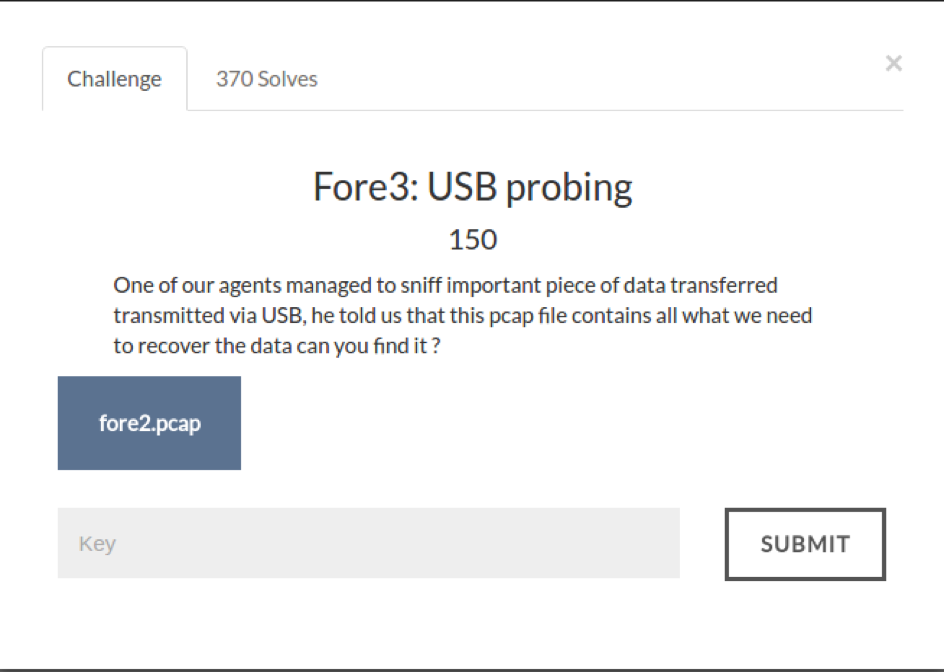 Challenge
370 Solves
×
Fore3: USB probing
150
One of our agents managed to sniff important piece of data transferred
transmitted via USB, he told us that this pcap file contains all what we need
to recover the data can you find it ?
fore2.pcap
Key
SUBMIT